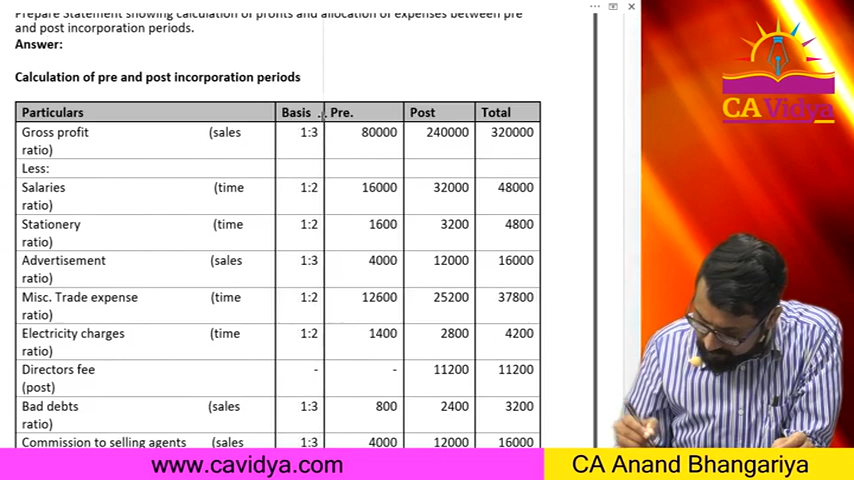 Prepare Statement showing calculation of profits and allocation of expenses between pre
and post incorporation periods.
Answer:
Calculation of pre and post incorporation periods
Particulars Basis Pre. Post Total
Gross profit (sales 1:3 80000 240000 320000
ratio)
Less:
Salaries (time 1:2 16000 32000 48000
ratio)
Stationery (time 1:2 1600 3200 4800
ratio)
Advertisement (sales 1:3 4000 12000 16000
ratio)
Misc. Trade expense (time 1:2 12600 25200 37800
ratio)
Electricity charges (time 1:2 1400 2800 4200
ratio)
Directors fee - - 11200 11200
(post)
Bad debts (sales 1:3 800 2400 3200
ratio)
Commission to selling agents (sales 1:3 4000 12000 16000
CA Vidya
www.cavidya.com
CA Anand Bhangariya